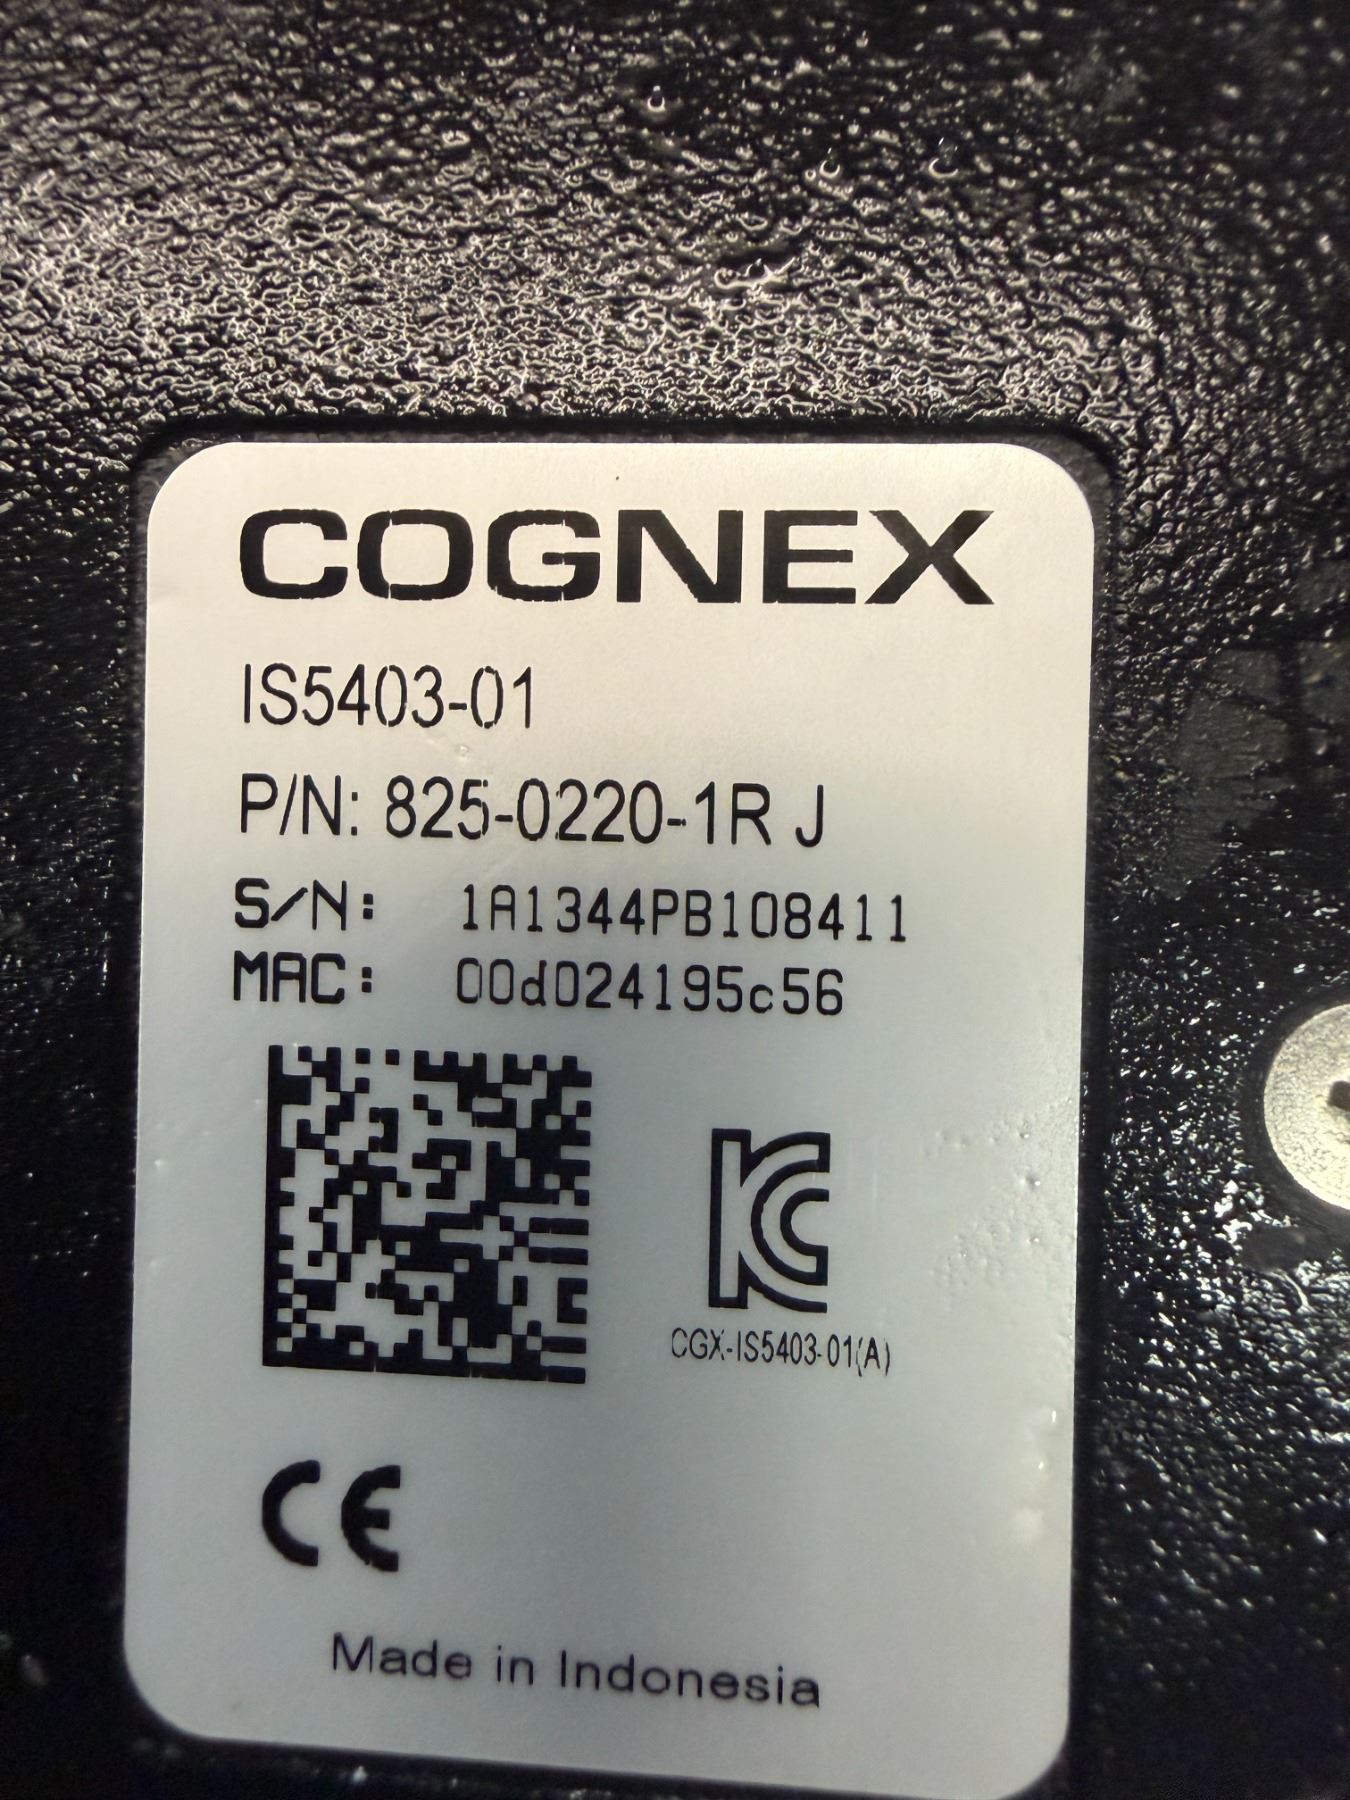 COGNEX
IS5403-01
P/N: 825-0220-1R J
S/N: 1A1344PB108411
MAC: 00d024195c56
CGX-IS5403-01(A)
CE
Made in Indonesia